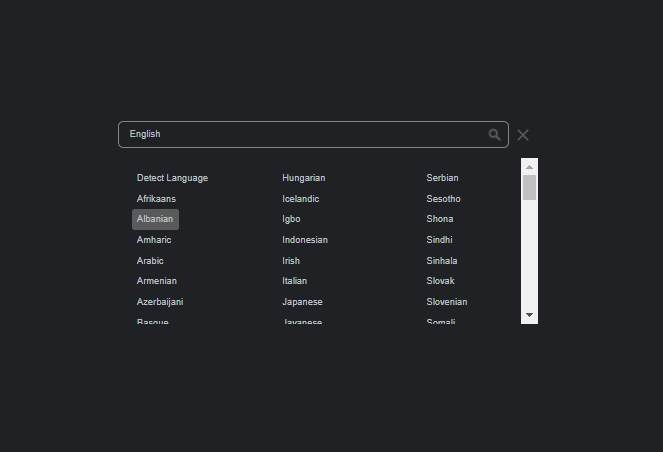 English
Detect Language
Afrikaans
Albanian
Amharic
Arabic
Armenian
Azerbaijani
Basque
Hungarian
Icelandic
Igbo
Indonesian
Irish
Italian
Japanese
Javanese
Serbian
Sesotho
Shona
Sindhi
Sinhala
Slovak
Slovenian
Somali